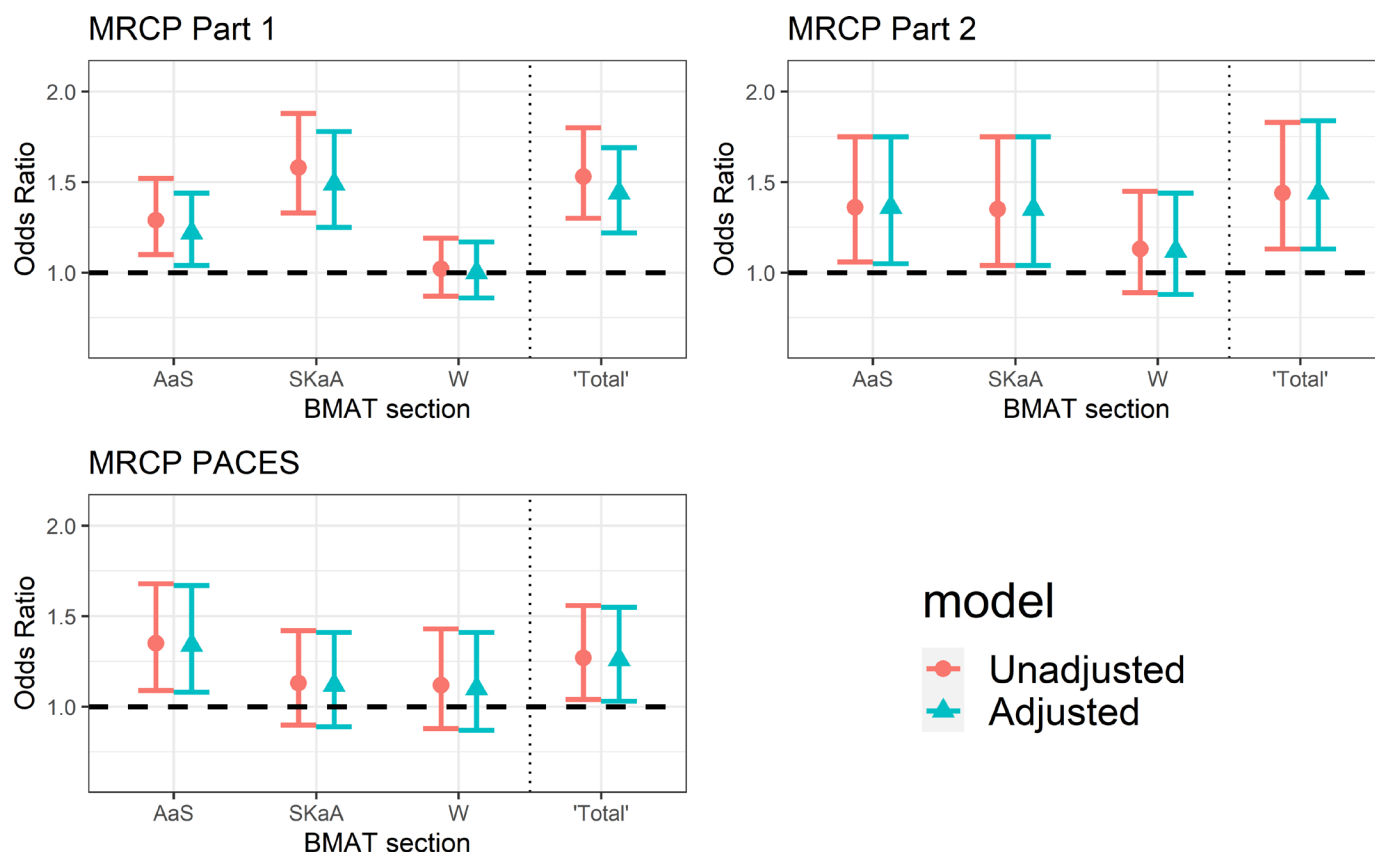 MRCP Part 1
2.0
1.5
1.0
Odds Ratio
AaS SKaA W 'Total'
BMAT section
MRCP Part 2
2.0
1.5
1.0
Odds Ratio
AaS SKaA W 'Total'
BMAT section
MRCP PACES
2.0
1.5
1.0
Odds Ratio
AaS SKaA W 'Total'
BMAT section
model
Unadjusted
Adjusted